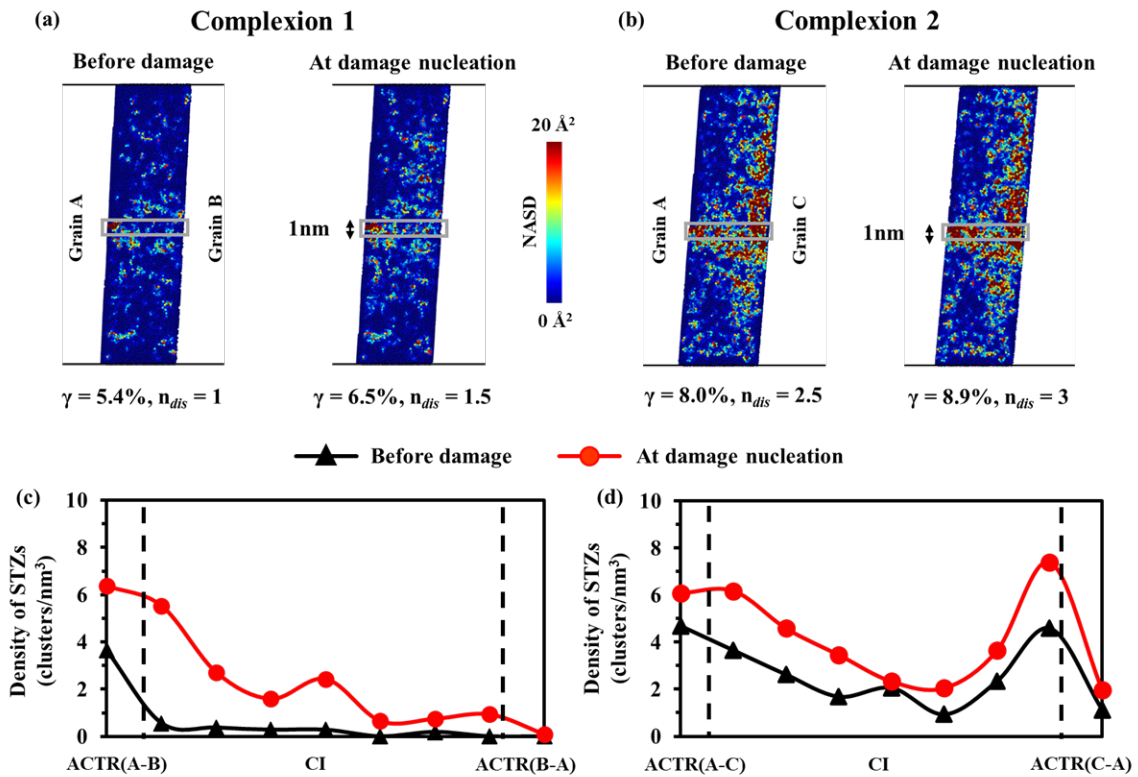 (a) Complexion 1
Before damage
At damage nucleation
Grain A
Grain B
1nm
γ = 5.4%, n_dis = 1
γ = 6.5%, n_dis = 1.5
20 Å²
NASD
0 Å²
(b) Complexion 2
Before damage
At damage nucleation
Grain A
Grain C
1nm
γ = 8.0%, n_dis = 2.5
γ = 8.9%, n_dis = 3
Before damage
At damage nucleation
(c)
Density of STZs
(clusters/nm³)
10
8
6
4
2
0
ACTR(A-B) CI ACTR(B-A)
(d)
Density of STZs
(clusters/nm³)
10
8
6
4
2
0
ACTR(A-C) CI ACTR(C-A)